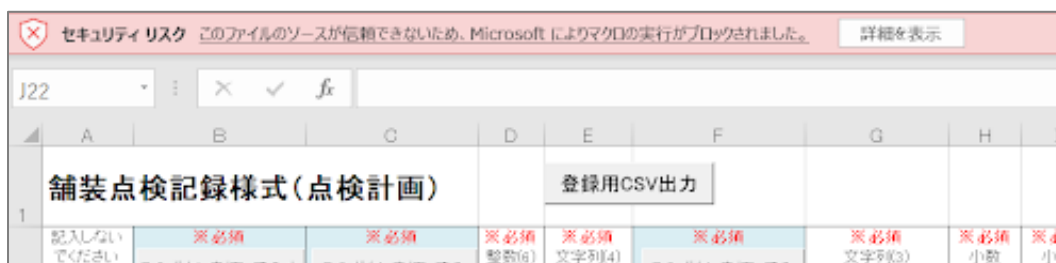 セキュリティ リスク このファイルのソースが信頼できないため、Microsoft によりマクロの実行がブロックされました。 詳細を表示
J22 fx
A B C D E F G H
舗装点検記録様式(点検計画) 登録用CSV出力
1
記入しない ※必須 ※必須 ※必須 ※必須 ※必須 ※必須 ※必須
でください 整数(6) 文字列(4) 文字列(3) 小数